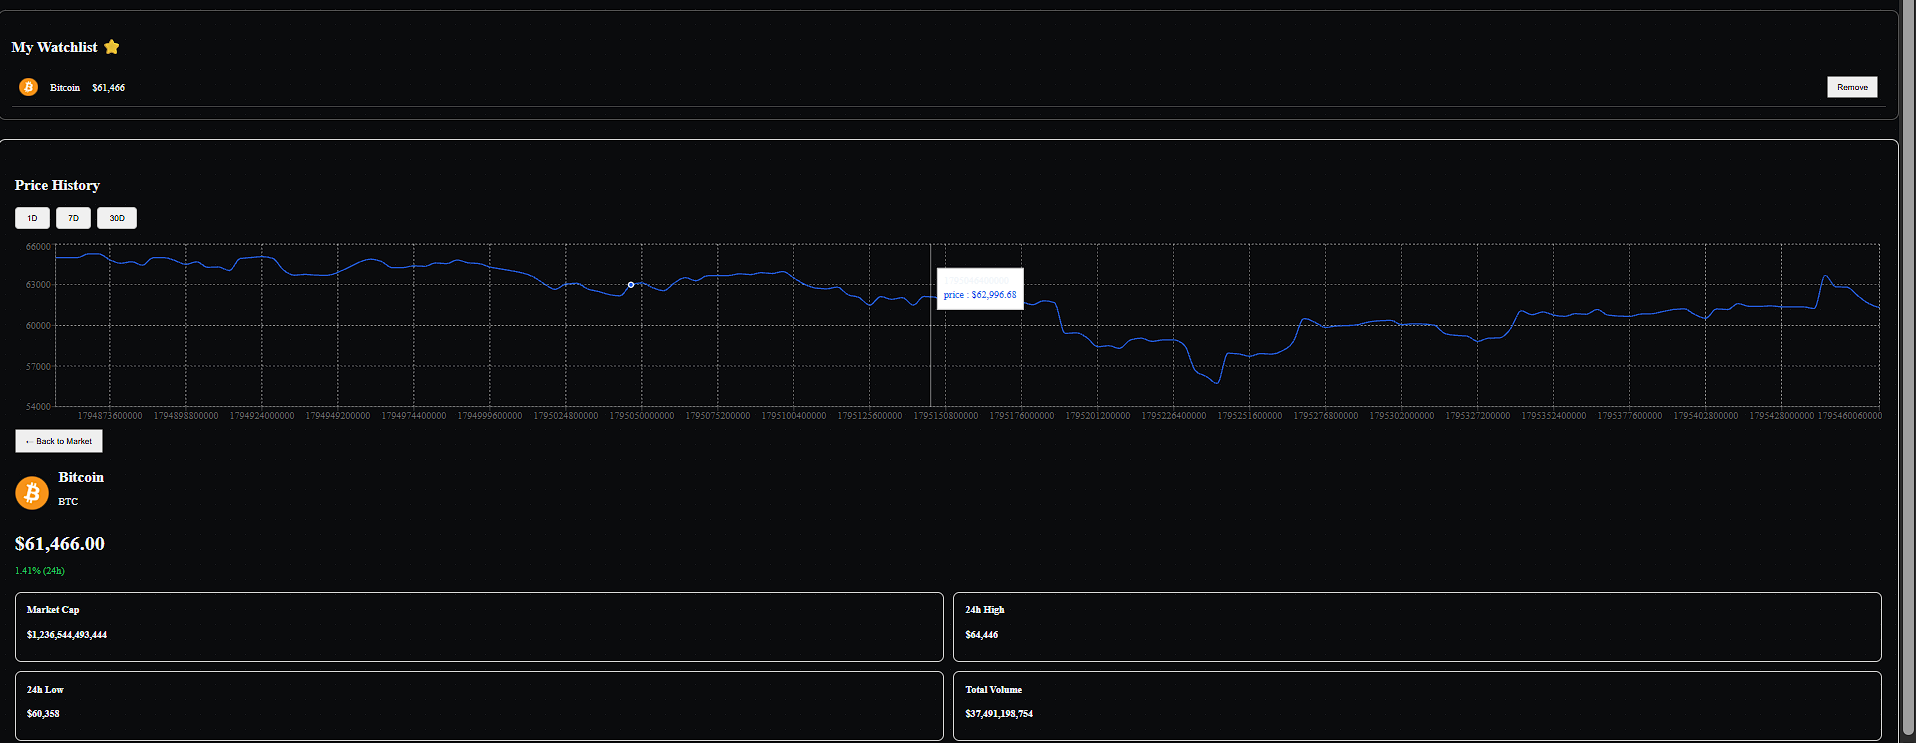 My Watchlist ⭐
Bitcoin $61,466 Remove
Price History
1D 7D 30D
66000
63000
60000
57000
54000
price : $62,996.68
1794873600000 1794898800000 1794924000000 1794949200000 1794974400000 1794999600000 1795024800000 1795050000000 1795075200000 1795100400000 1795125600000 1795150800000 1795176000000 1795201200000 1795226400000 1795251600000 1795276800000 1795302000000 1795327200000 1795352400000 1795377600000 1795402800000 1795428000000 1795460060000
← Back to Market
Bitcoin
BTC
$61,466.00
1.41% (24h)
Market Cap
$1,236,544,493,444
24h High
$64,446
24h Low
$60,358
Total Volume
$37,491,198,754